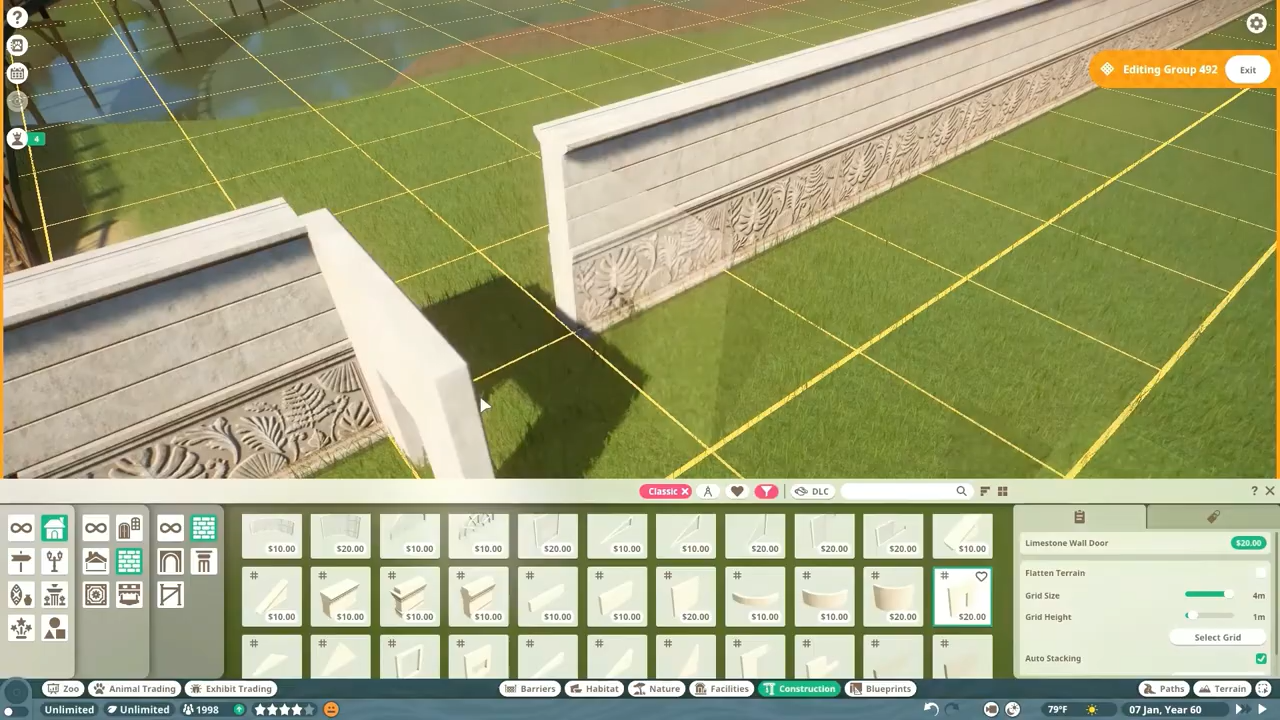 ?
Editing Group 492 Exit
4
Classic × DLC ? ×
$10.00 $20.00 $10.00 $10.00 $20.00 $10.00 $10.00 $20.00 $20.00 $20.00 $10.00
$10.00 $10.00 $10.00 $10.00 $10.00 $10.00 $20.00 $10.00 $10.00 $20.00 $20.00
Limestone Wall Door $20.00
Flatten Terrain
Grid Size 4m
Grid Height 1m
Select Grid
Auto Stacking
Zoo Animal Trading Exhibit Trading Barriers Habitat Nature Facilities Construction Blueprints Paths Terrain
Unlimited Unlimited 1998 79°F 07 Jan, Year 60